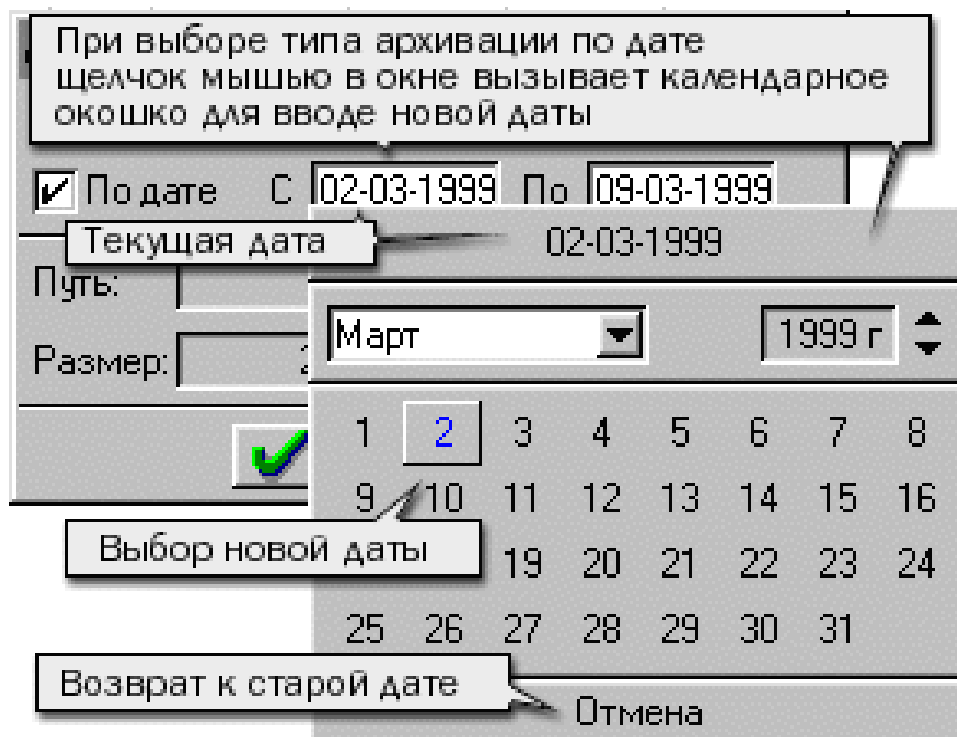 При выборе типа архивации по дате
щелчок мышью в окне вызывает календарное
окошко для вводе новой даты
По дате С 02-03-1999 По 09-03-1999
Текущая дата 02-03-1999
Путь:
Март 1999 г
Размер:
1 2 3 4 5 6 7 8
9 10 11 12 13 14 15 16
Выбор новой даты
19 20 21 22 23 24
25 26 27 28 29 30 31
Возврат к старой дате
Отмена